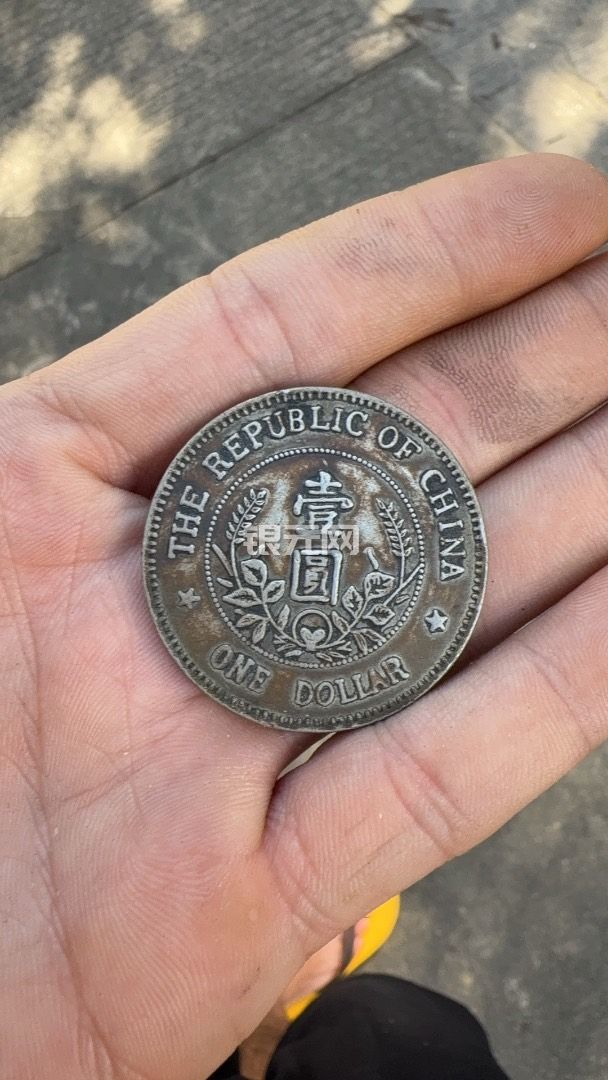 THE REPUBLIC OF CHINA
壹
圓
ONE DOLLAR
银元网